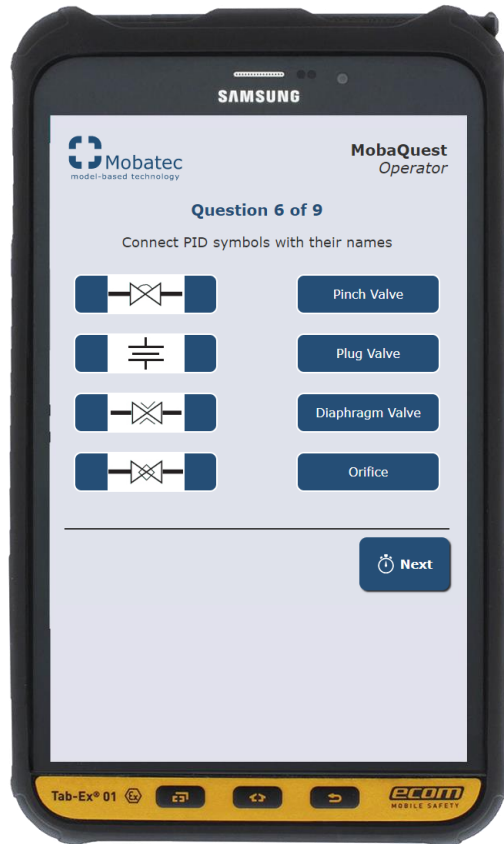 SAMSUNG
Mobatec
model-based technology
MobaQuest
Operator
Question 6 of 9
Connect PID symbols with their names
Pinch Valve
Plug Valve
Diaphragm Valve
Orifice
Next
Tab-Ex® 01 Ex
ecom
MOBILE SAFETY